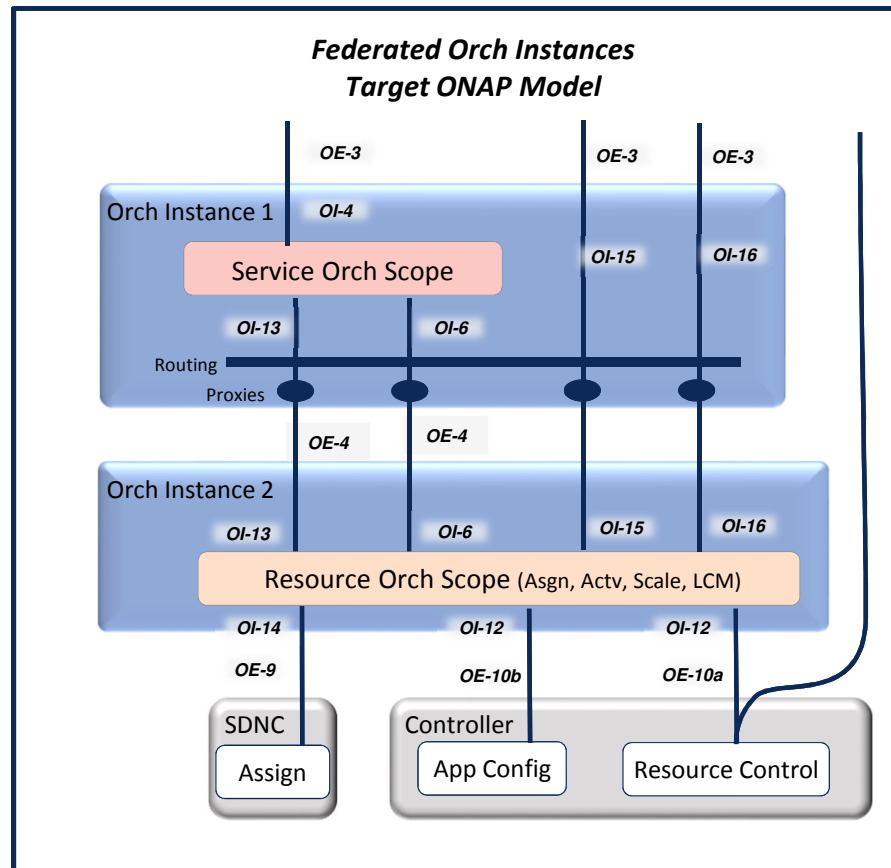 Federated Orch Instances
Target ONAP Model
OE-3
OE-3
OE-3
Orch Instance 1
OI-4
Service Orch Scope
OI-15
OI-16
OI-13
OI-6
Routing
Proxies
OE-4
OE-4
Orch Instance 2
OI-13
OI-6
OI-15
OI-16
Resource Orch Scope (Asgn, Actv, Scale, LCM)
OI-14
OI-12
OI-12
OE-9
OE-10b
OE-10a
SDNC
Controller
Assign
App Config
Resource Control